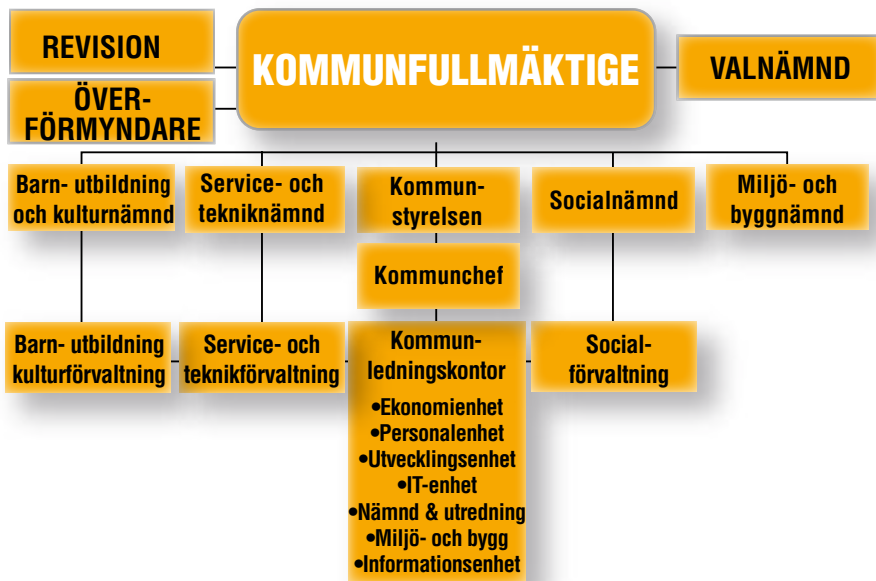 REVISION
KOMMUNFULLMÄKTIGE
VALNÄMND
ÖVER-
FÖRMYNDARE
Barn- utbildning
och kulturnämnd
Service- och
tekniknämnd
Kommun-
styrelsen
Socialnämnd
Miljö- och
byggnämnd
Kommunchef
Barn- utbildning
kulturförvaltning
Service- och
teknikförvaltning
Kommun-
ledningskontor
•Ekonomienhet
•Personalenhet
•Utvecklingsenhet
•IT-enhet
•Nämnd & utredning
•Miljö- och bygg
•Informationsenhet
Social-
förvaltning